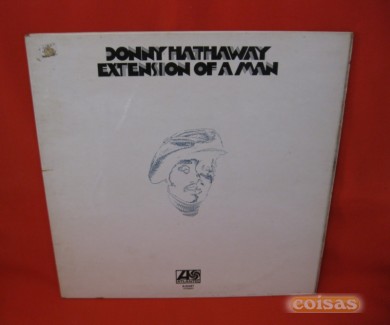 DONNY HATHAWAY
EXTENSION OF A MAN
coisas